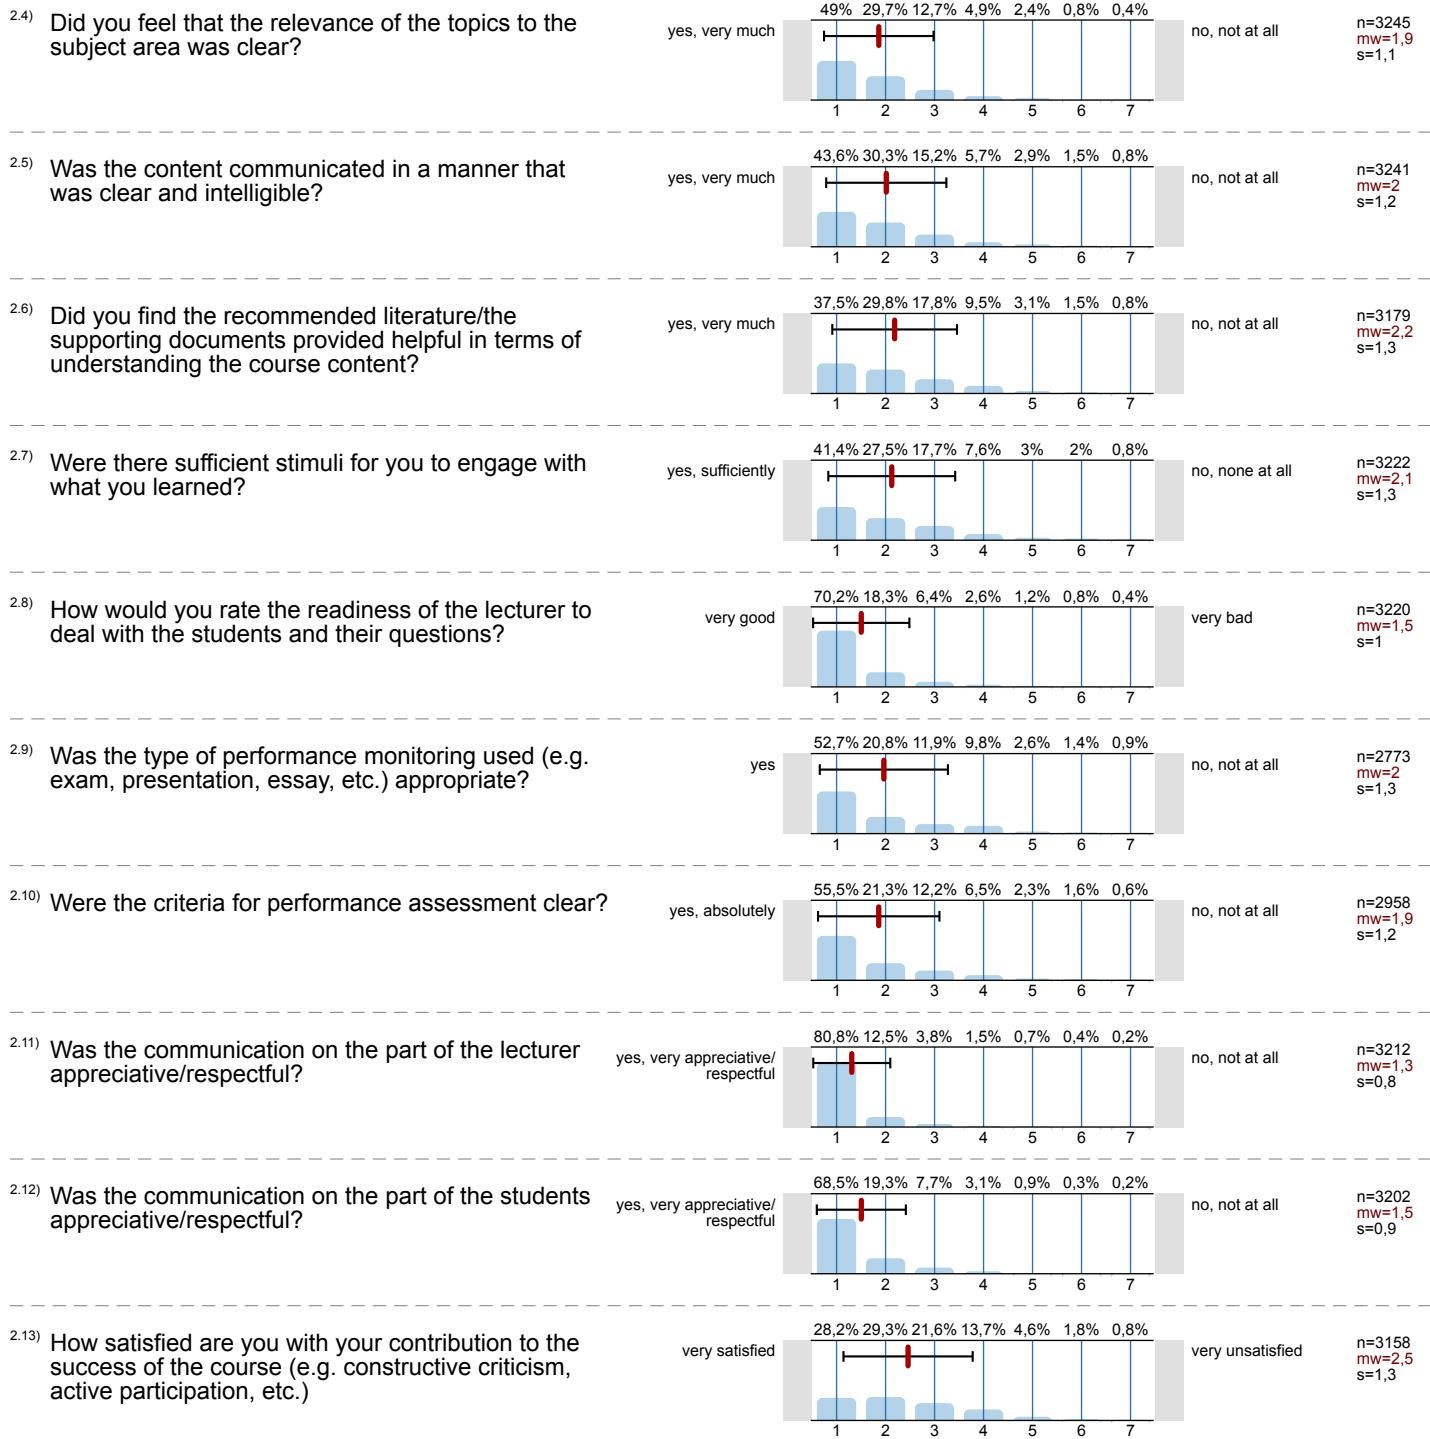 2.4) Did you feel that the relevance of the topics to the
subject area was clear?
yes, very much
49% 29,7% 12,7% 4,9% 2,4% 0,8% 0,4%
1 2 3 4 5 6 7
no, not at all
n=3245
mw=1,9
s=1,1
2.5) Was the content communicated in a manner that
was clear and intelligible?
yes, very much
43,6% 30,3% 15,2% 5,7% 2,9% 1,5% 0,8%
1 2 3 4 5 6 7
no, not at all
n=3241
mw=2
s=1,2
2.6) Did you find the recommended literature/the
supporting documents provided helpful in terms of
understanding the course content?
yes, very much
37,5% 29,8% 17,8% 9,5% 3,1% 1,5% 0,8%
1 2 3 4 5 6 7
no, not at all
n=3179
mw=2,2
s=1,3
2.7) Were there sufficient stimuli for you to engage with
what you learned?
yes, sufficiently
41,4% 27,5% 17,7% 7,6% 3% 2% 0,8%
1 2 3 4 5 6 7
no, none at all
n=3222
mw=2,1
s=1,3
2.8) How would you rate the readiness of the lecturer to
deal with the students and their questions?
very good
70,2% 18,3% 6,4% 2,6% 1,2% 0,8% 0,4%
1 2 3 4 5 6 7
very bad
n=3220
mw=1,5
s=1
2.9) Was the type of performance monitoring used (e.g.
exam, presentation, essay, etc.) appropriate?
yes
52,7% 20,8% 11,9% 9,8% 2,6% 1,4% 0,9%
1 2 3 4 5 6 7
no, not at all
n=2773
mw=2
s=1,3
2.10) Were the criteria for performance assessment clear?
yes, absolutely
55,5% 21,3% 12,2% 6,5% 2,3% 1,6% 0,6%
1 2 3 4 5 6 7
no, not at all
n=2958
mw=1,9
s=1,2
2.11) Was the communication on the part of the lecturer
appreciative/respectful?
yes, very appreciative/
respectful
80,8% 12,5% 3,8% 1,5% 0,7% 0,4% 0,2%
1 2 3 4 5 6 7
no, not at all
n=3212
mw=1,3
s=0,8
2.12) Was the communication on the part of the students
appreciative/respectful?
yes, very appreciative/
respectful
68,5% 19,3% 7,7% 3,1% 0,9% 0,3% 0,2%
1 2 3 4 5 6 7
no, not at all
n=3202
mw=1,5
s=0,9
2.13) How satisfied are you with your contribution to the
success of the course (e.g. constructive criticism,
active participation, etc.)
very satisfied
28,2% 29,3% 21,6% 13,7% 4,6% 1,8% 0,8%
1 2 3 4 5 6 7
very unsatisfied
n=3158
mw=2,5
s=1,3